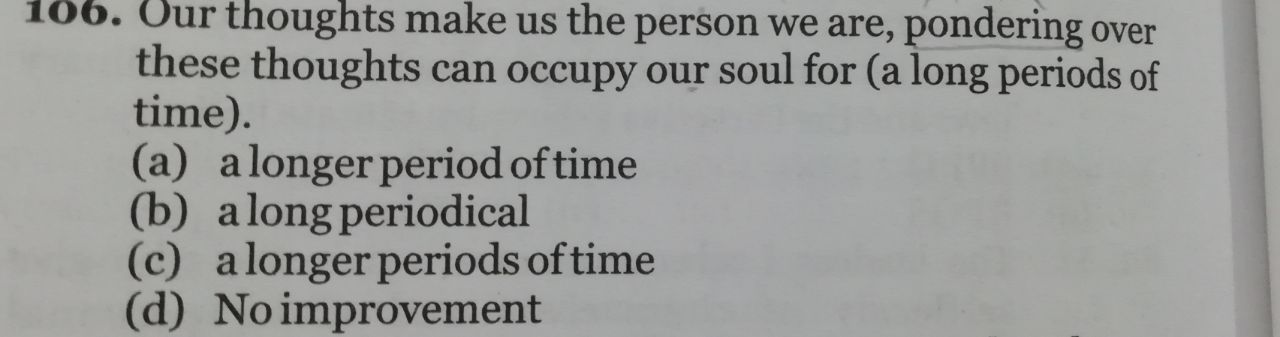 106. Our thoughts make us the person we are, pondering over
these thoughts can occupy our soul for (a long periods of
time).
(a) a longer period of time
(b) a long periodical
(c) a longer periods of time
(d) No improvement